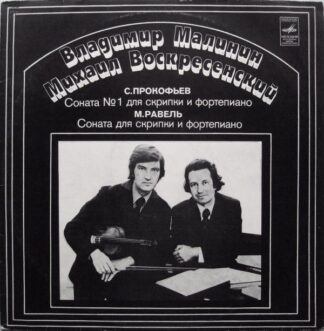 Владимир Малинин
Михаил Воскресенский
С.ПРОКОФЬЕВ
Соната №1 для скрипки и фортепиано
М.РАВЕЛЬ
Соната для скрипки и фортепиано